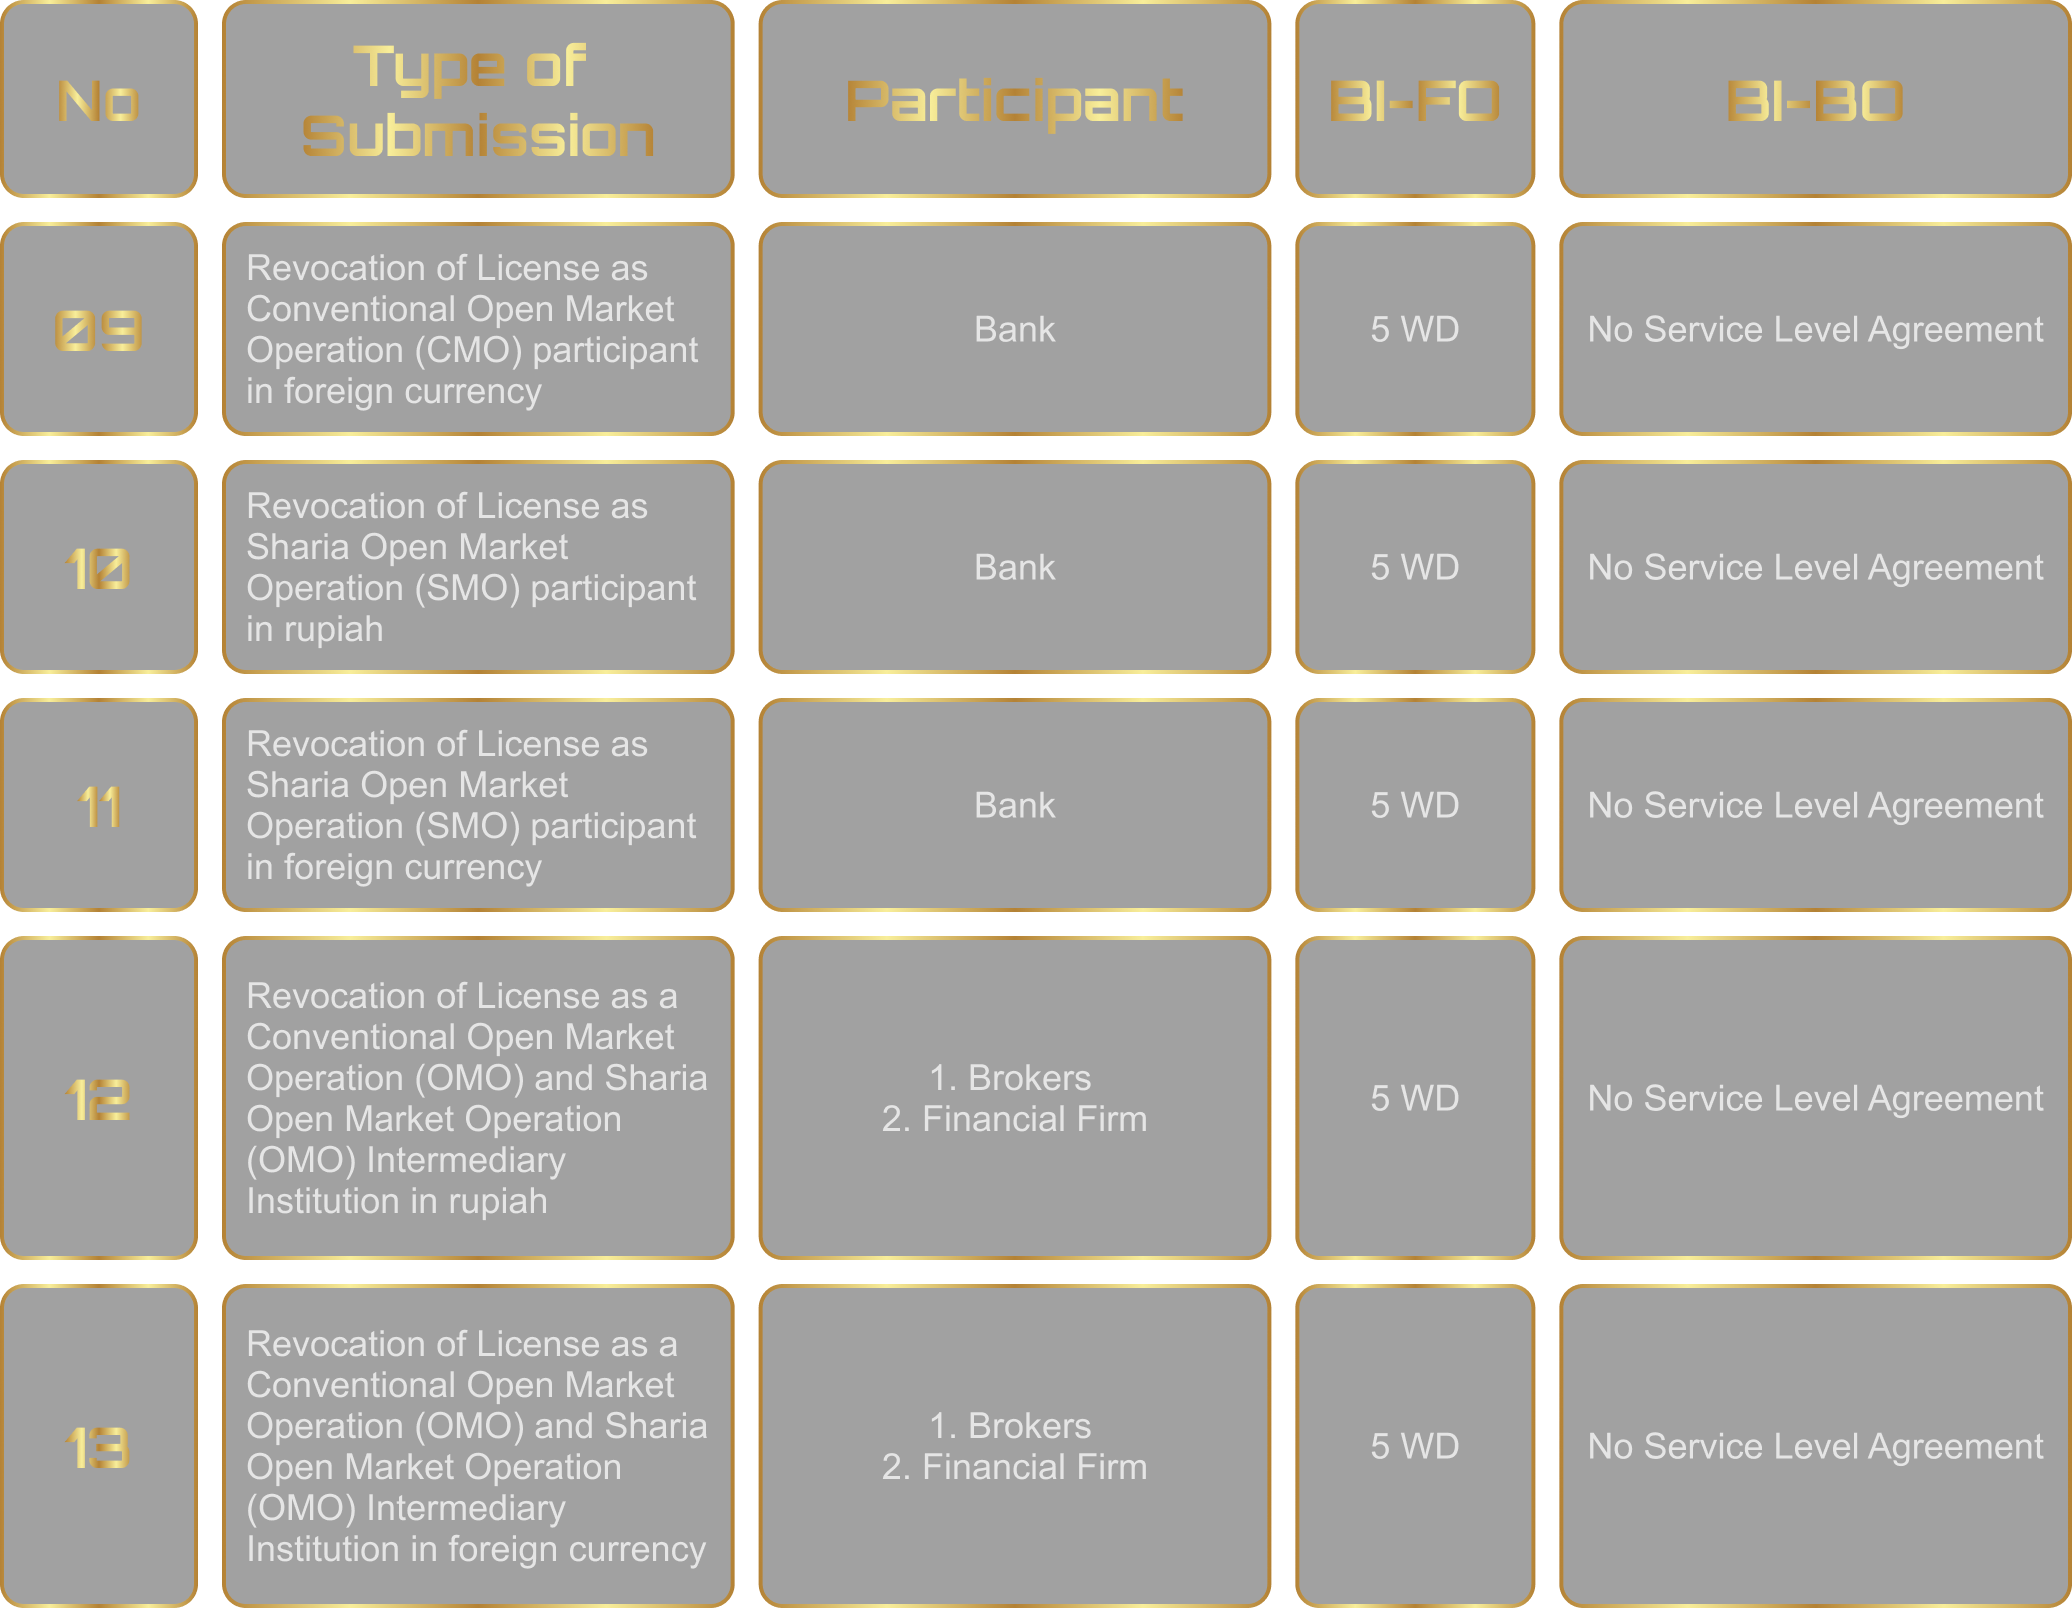 No
Type of
Submission
Participant
BI-FO
BI-BO
09
Revocation of License as
Conventional Open Market
Operation (CMO) participant
in foreign currency
Bank
5 WD
No Service Level Agreement
10
Revocation of License as
Sharia Open Market
Operation (SMO) participant
in rupiah
Bank
5 WD
No Service Level Agreement
11
Revocation of License as
Sharia Open Market
Operation (SMO) participant
in foreign currency
Bank
5 WD
No Service Level Agreement
12
Revocation of License as a
Conventional Open Market
Operation (OMO) and Sharia
Open Market Operation
(OMO) Intermediary
Institution in rupiah
1. Brokers
2. Financial Firm
5 WD
No Service Level Agreement
13
Revocation of License as a
Conventional Open Market
Operation (OMO) and Sharia
Open Market Operation
(OMO) Intermediary
Institution in foreign currency
1. Brokers
2. Financial Firm
5 WD
No Service Level Agreement